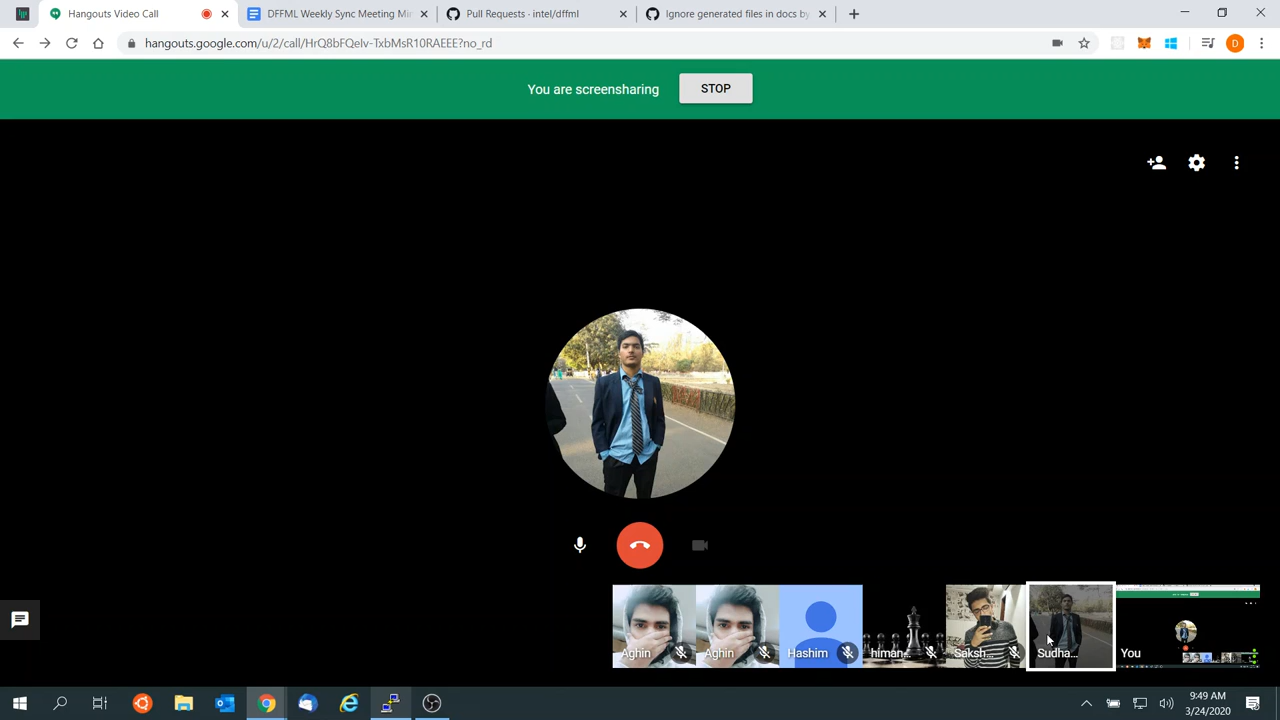 Hangouts Video Call
DFFML Weekly Sync Meeting Mi
Pull Requests · intel/dffml
Ignore generated files in docs by
hangouts.google.com/u/2/call/HrQ8bFQeIv-TxbMsR10RAEEE?no_rd
D
You are screensharing
STOP
Aghin
Aghin
Hashim
himan...
Saksh...
Sudha...
You
9:49 AM
3/24/2020